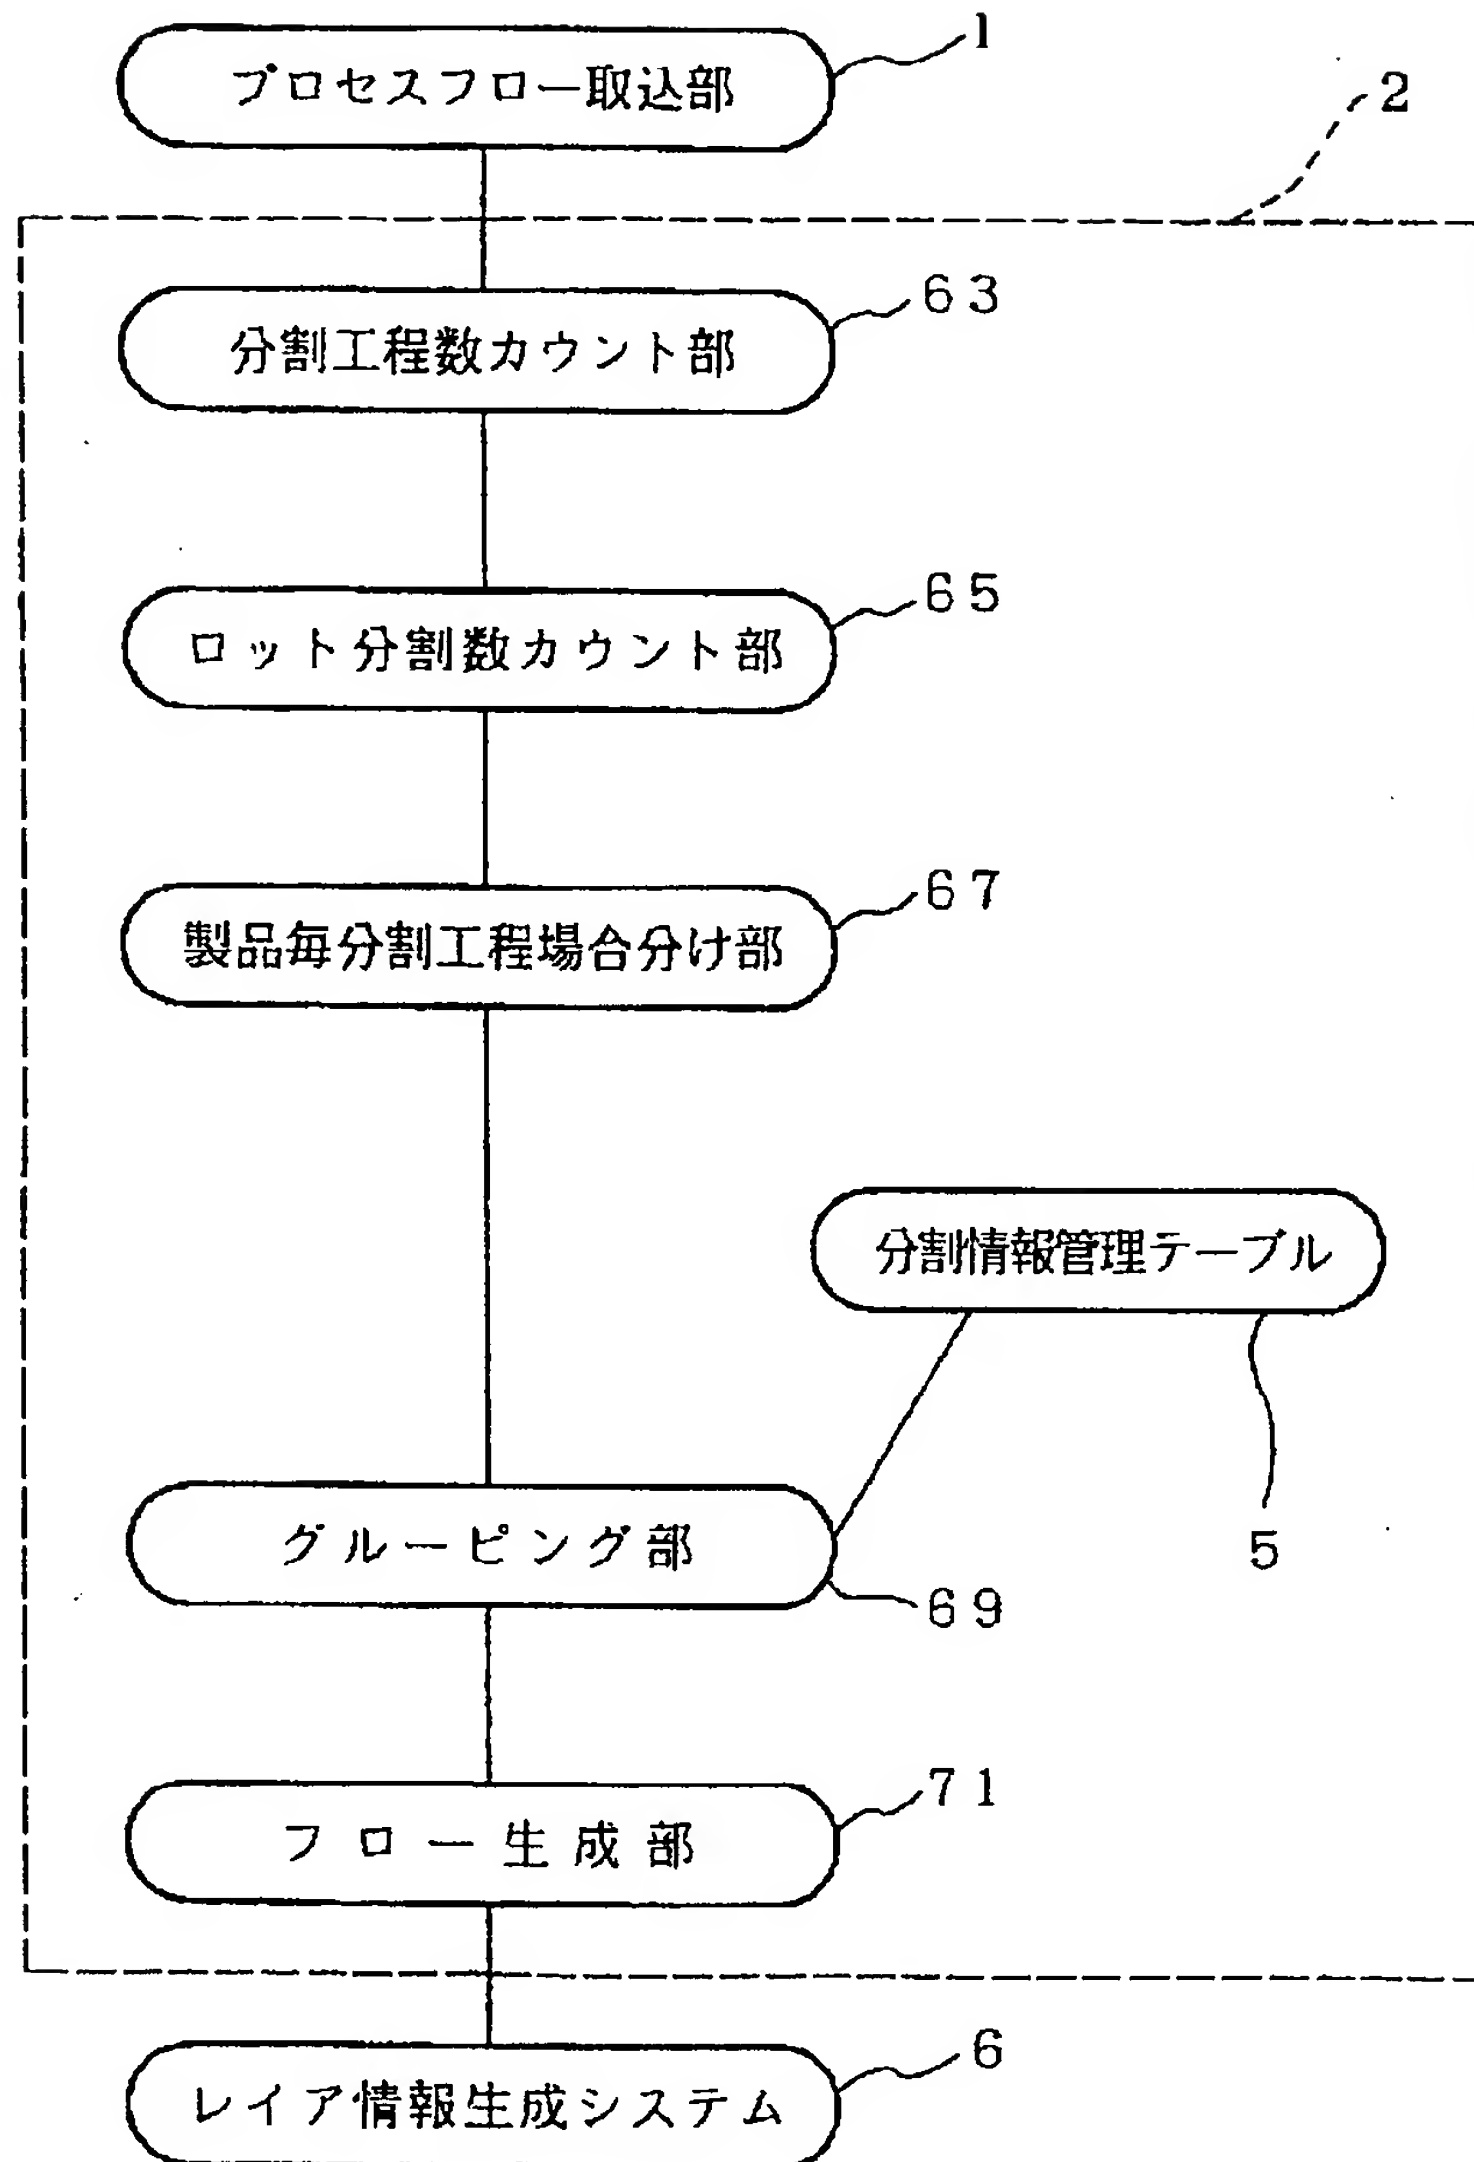 プロセスフロー取込部
1
2
分割工程数カウント部
63
ロット分割数カウント部
65
製品毎分割工程場合分け部
67
分割情報管理テーブル
5
グルーピング部
69
フロー生成部
71
レイア情報生成システム
6